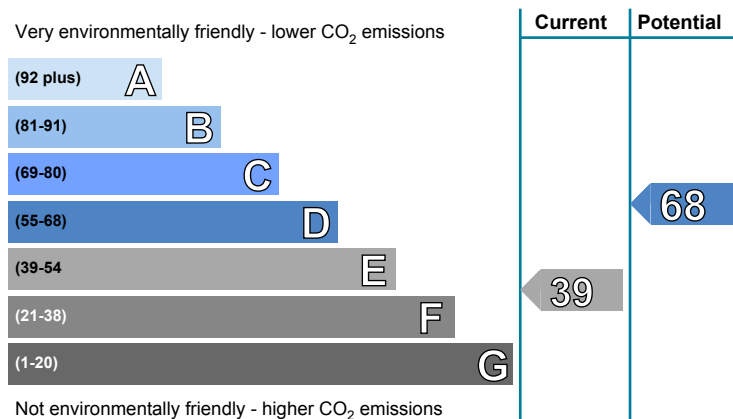 Current Potential
Very environmentally friendly - lower CO2 emissions
(92 plus) A
(81-91) B
(69-80) C
(55-68) D
68
(39-54 E
39
(21-38) F
(1-20) G
Not environmentally friendly - higher CO2 emissions